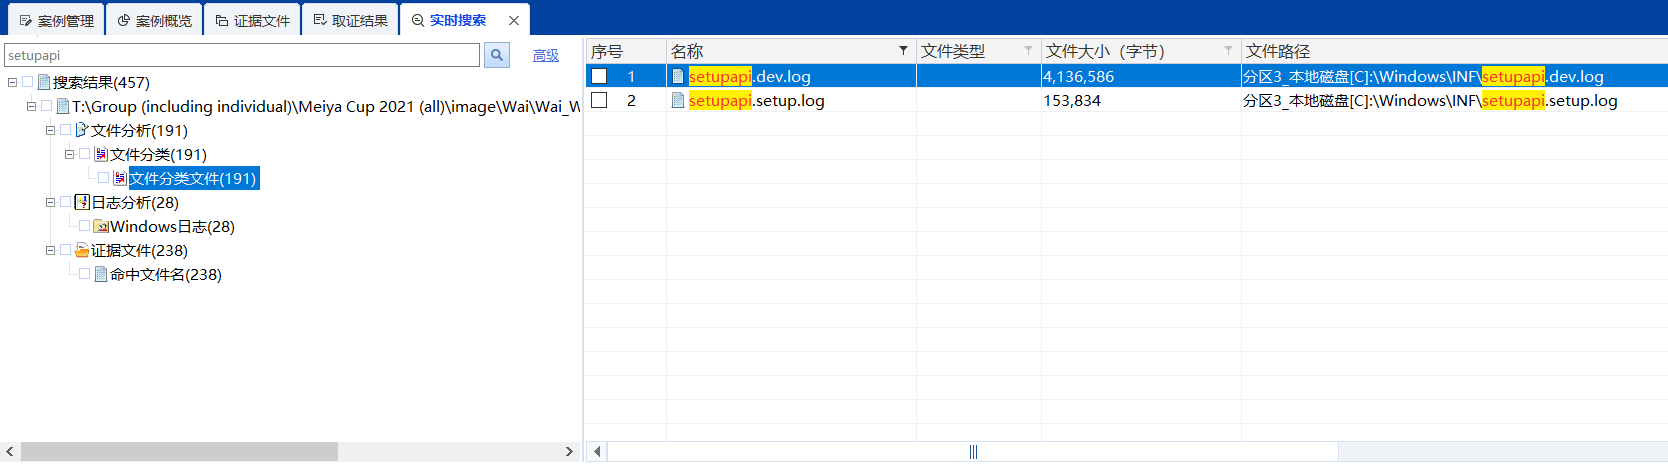 案例管理 案例概览 证据文件 取证结果 实时搜索
setupapi 高级
搜索结果(457)
T:\Group (including individual)\Meiya Cup 2021 (all)\image\Wai\Wai_W
文件分析(191)
文件分类(191)
文件分类文件(191)
日志分析(28)
Windows日志(28)
证据文件(238)
命中文件名(238)
序号 名称 文件类型 文件大小（字节） 文件路径
1 setupapi.dev.log 4,136,586 分区3_本地磁盘[C]:\Windows\INF\setupapi.dev.log
2 setupapi.setup.log 153,834 分区3_本地磁盘[C]:\Windows\INF\setupapi.setup.log